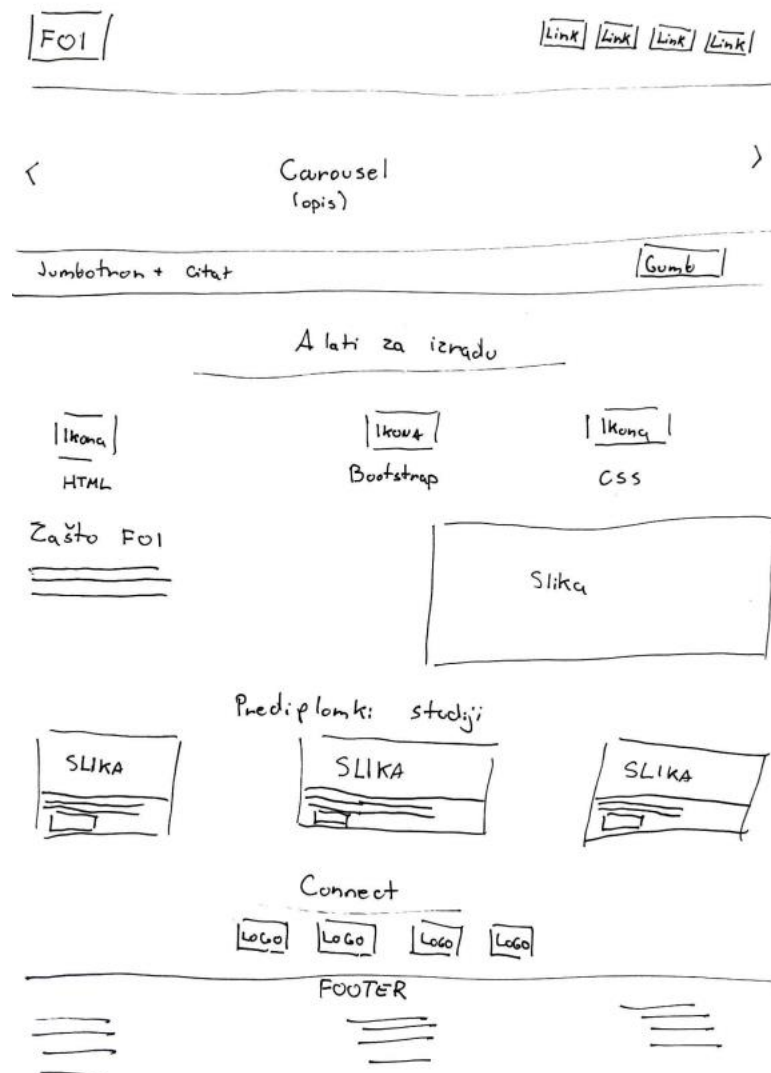 FOI Link Link Link Link
< >
Carousel
(opis)
Jumbotron + citat Gumb
Alati za izradu
Ikona IKONA Ikona
HTML Bootstrap CSS
Zašto FOI
Slika
Prediplomki studiji
SLIKA SLIKA SLIKA
Connect
LOGO LOGO LOGO LOGO
FOOTER